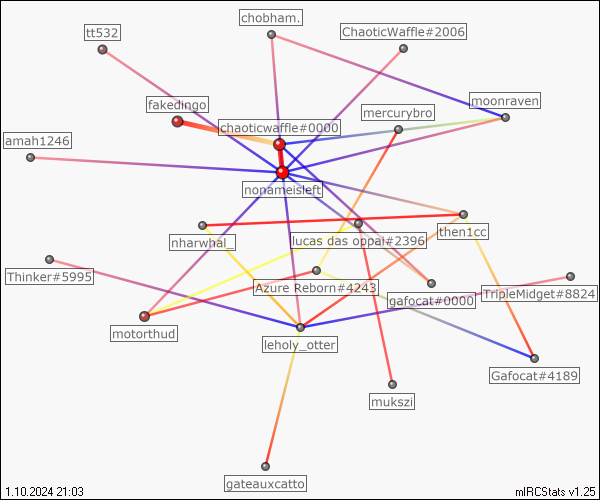 chobham.
tt532
ChaoticWaffle#2006
fakedingo
moonraven
mercurybro
chaoticwaffle#0000
amah1246
nonameisleft
then1cc
nharwhal_
lucas das oppai#2396
Thinker#5995
Azure Reborn#4243
gafocat#0000
TripleMidget#8824
motorthud
leholy_otter
Gafocat#4189
mukszi
gateauxcatto
1.10.2024 21:03
mIRCStats v1.25